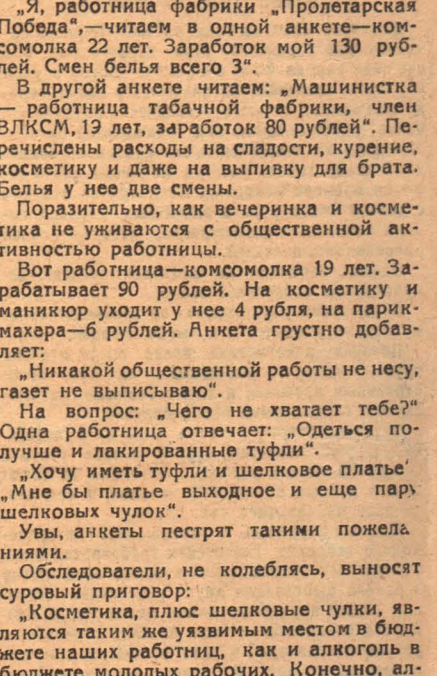 „Я, работница фабрики „Пролетарская
Победа“,—читаем в одной анкете—ком-
сомолка 22 лет. Заработок мой 130 руб-
лей. Смен белья всего 3“.
В другой анкете читаем: „Машинистка
— работница табачной фабрики, член
ВЛКСМ, 19 лет, заработок 80 рублей“. Пе-
речислены расходы на сладости, курение,
косметику и даже на выпивку для брата.
Белья у нее две смены.
Поразительно, как вечеринка и косме-
тика не уживаются с общественной ак-
тивностью работницы.
Вот работница—комсомолка 19 лет. За-
рабатывает 90 рублей. На косметику и
маникюр уходит у нее 4 рубля, на парик-
махера—6 рублей. Анкета грустно добав-
ляет:
„Никакой общественной работы не несу,
газет не выписываю“.
На вопрос: „Чего не хватает тебе?“
Одна работница отвечает: „Одеться по-
лучше и лакированные туфли“.
„Хочу иметь туфли и шелковое платье
„Мне бы платье выходное и еще пару
шелковых чулок“.
Увы, анкеты пестрят такими пожела
ниями.
Обследователи, не колеблясь, выносят
суровый приговор:
„Косметика, плюс шелковые чулки, яв-
ляются таким же уязвимым местом в бюд-
жете наших работниц, как и алкоголь в
бюджете молодых рабочих. Конечно, ал-